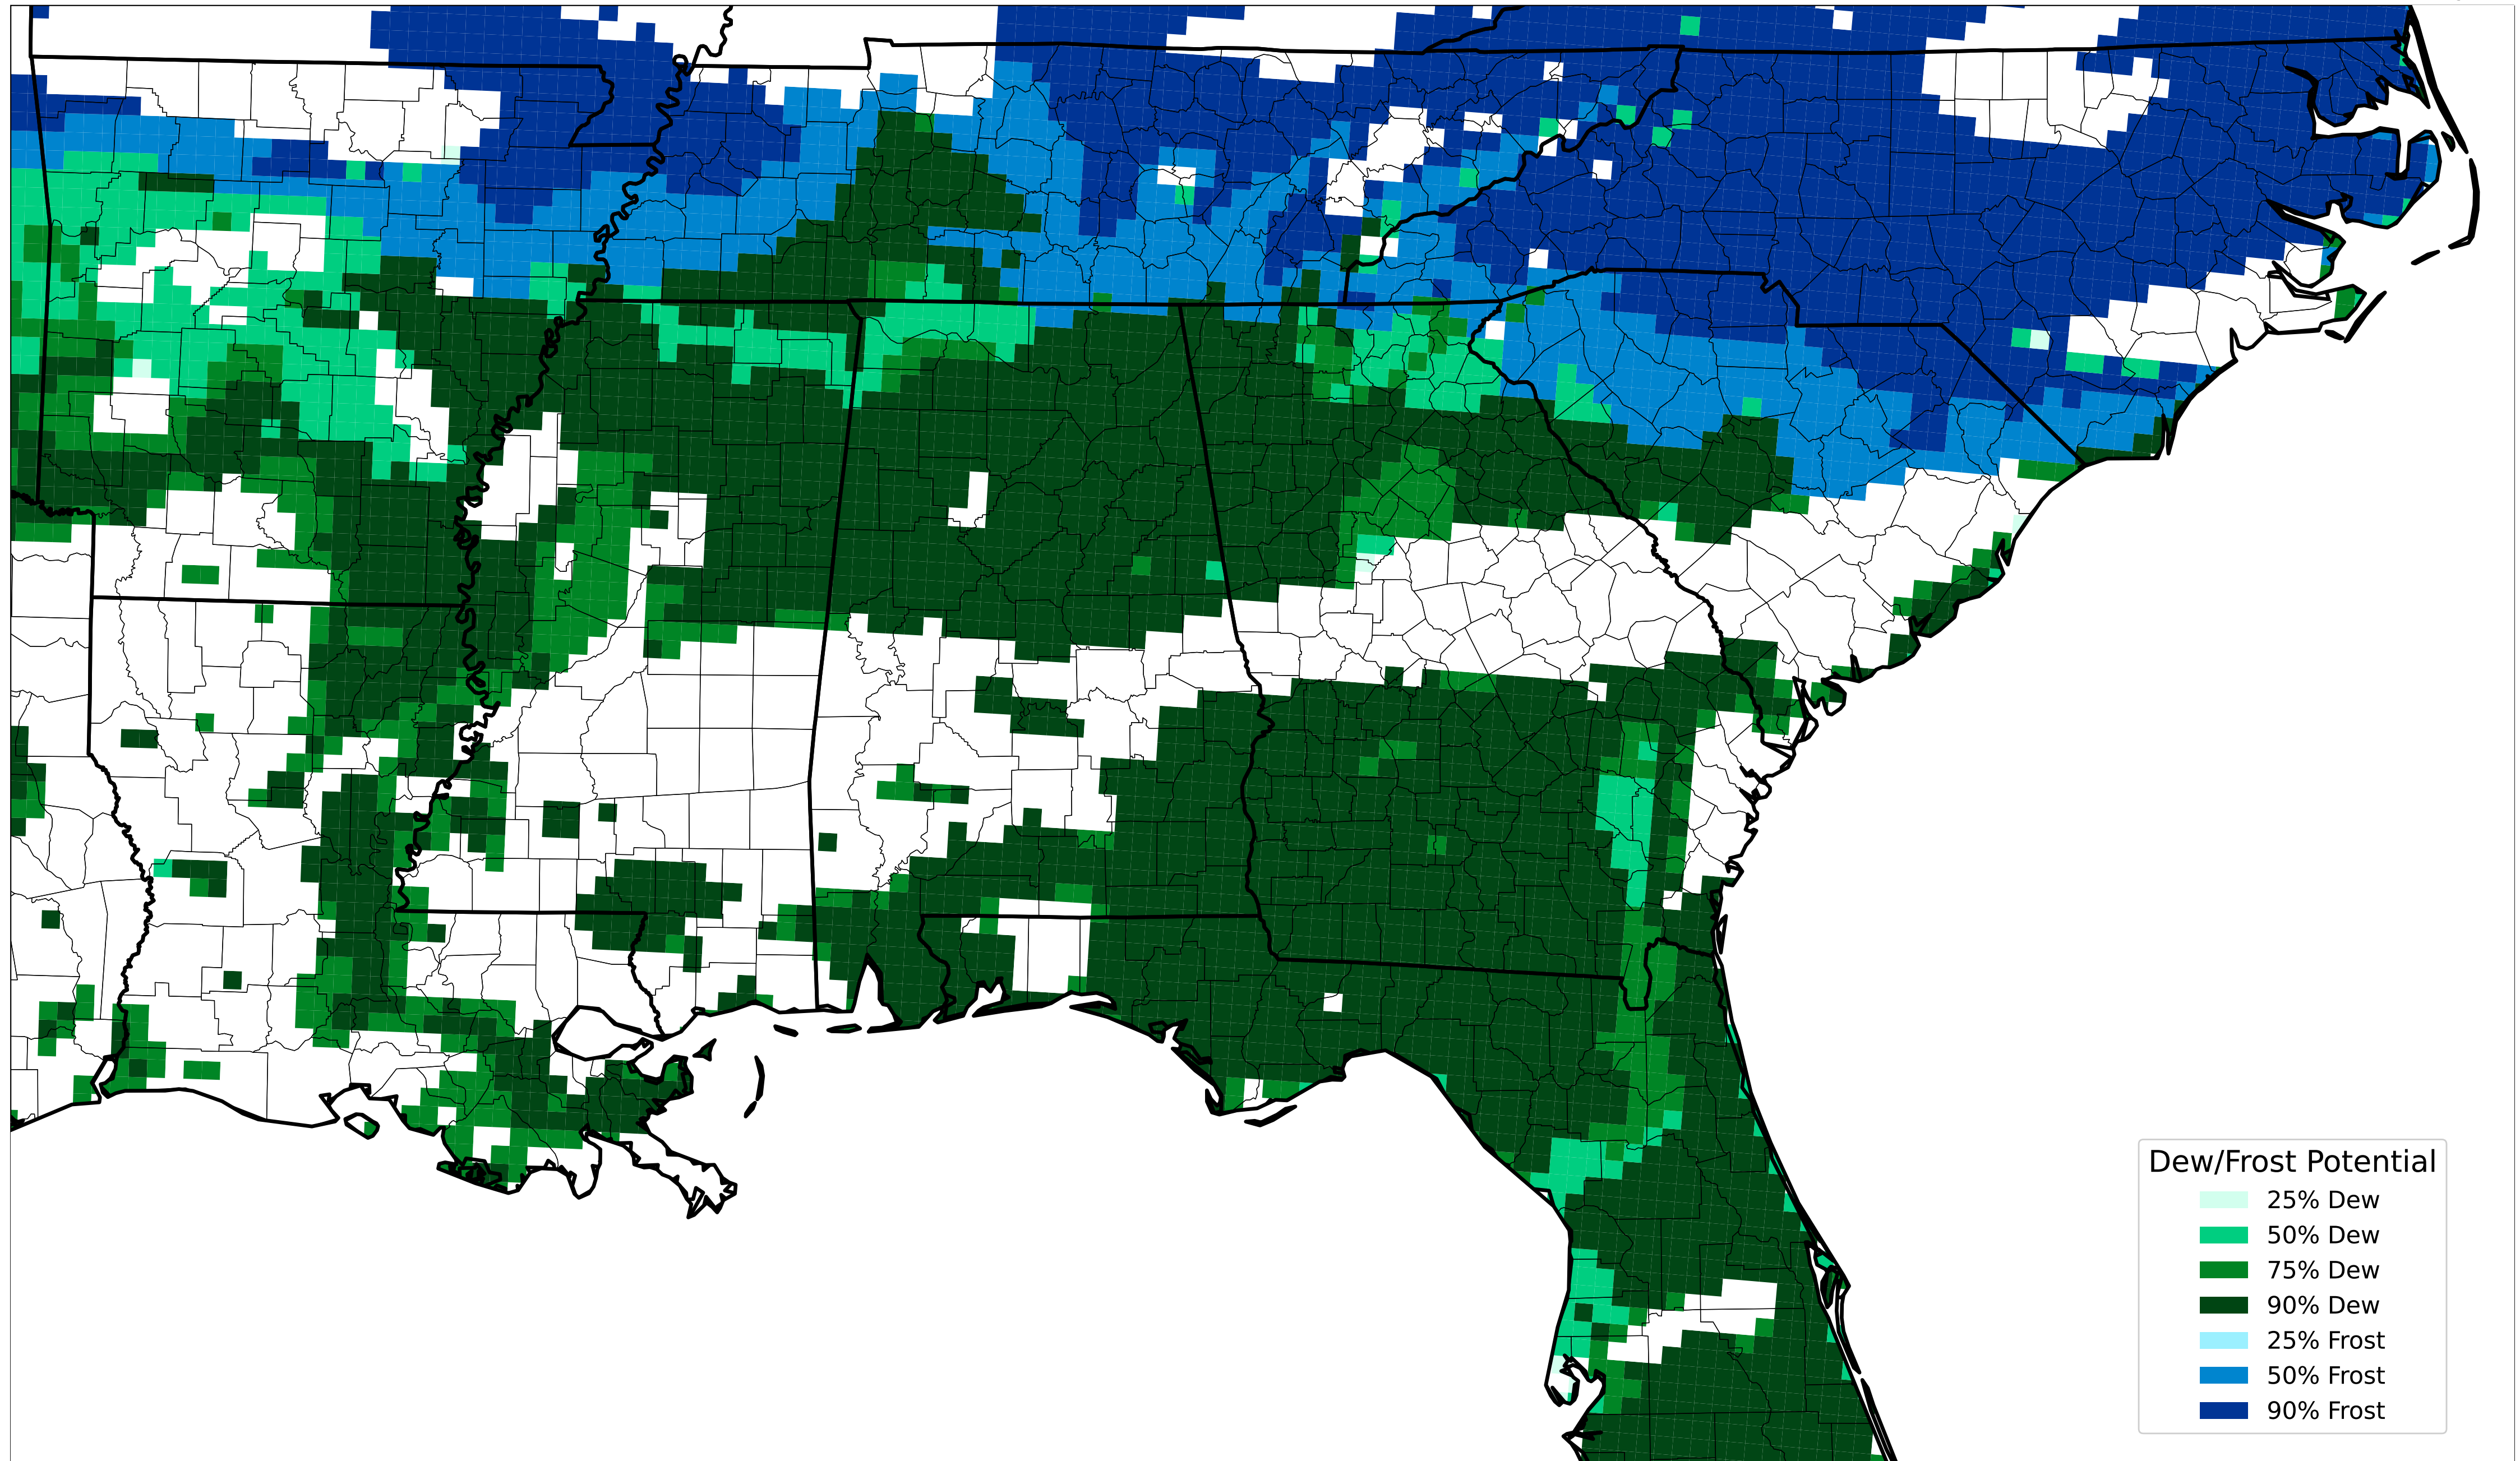 Dew/Frost Potential
25% Dew
50% Dew
75% Dew
90% Dew
25% Frost
50% Frost
90% Frost